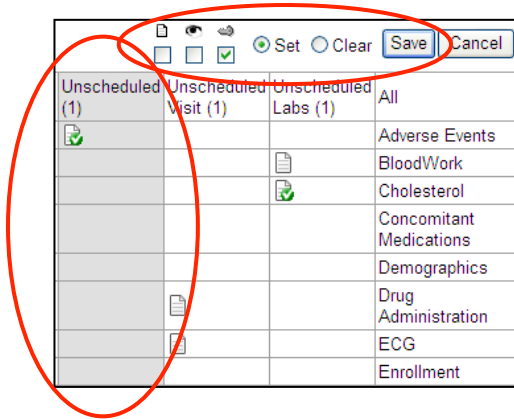 Set Clear Save Cancel
Unscheduled (1) Unscheduled Visit (1) Unscheduled Labs (1) All
Adverse Events
BloodWork
Cholesterol
Concomitant
Medications
Demographics
Drug
Administration
ECG
Enrollment